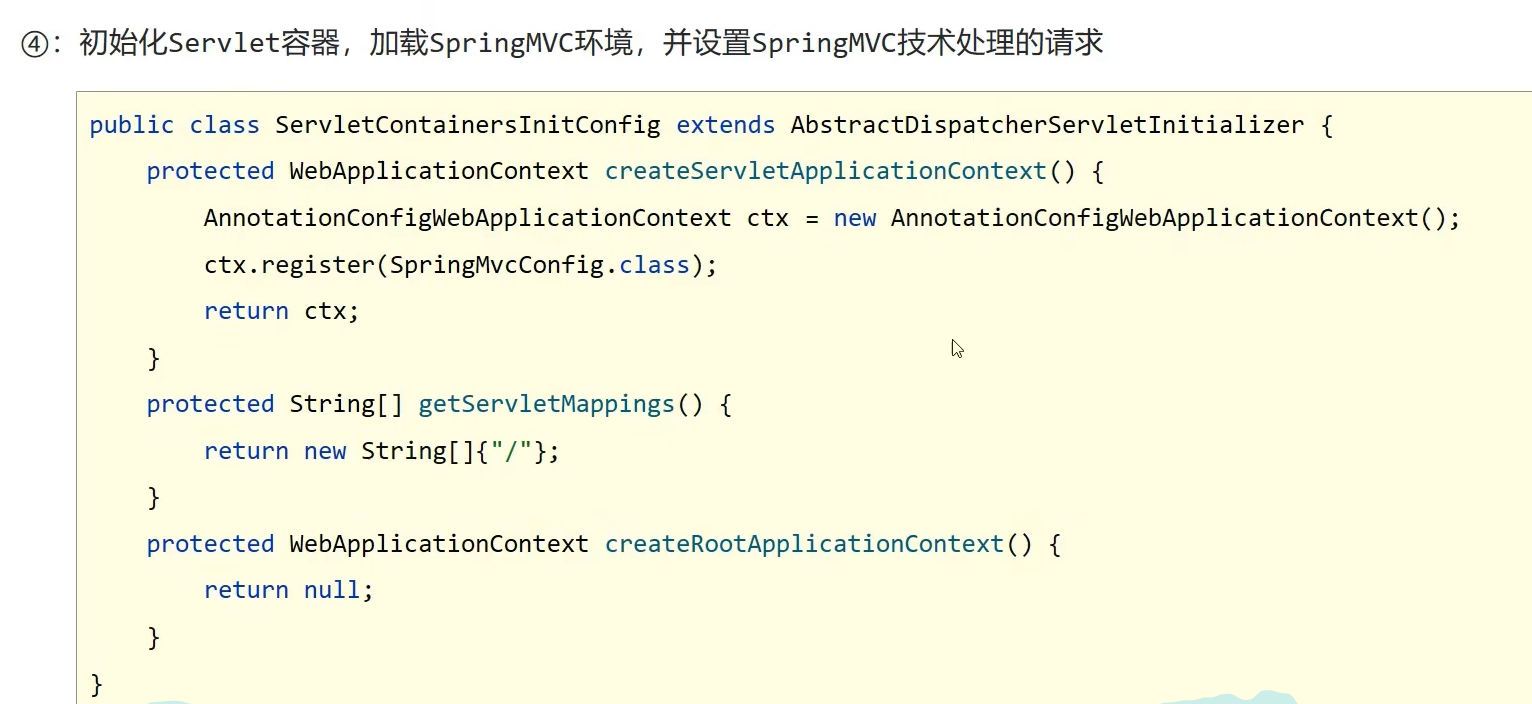 ④：初始化Servlet容器，加载SpringMVC环境，并设置SpringMVC技术处理的请求
public class ServletContainersInitConfig extends AbstractDispatcherServletInitializer {
    protected WebApplicationContext createServletApplicationContext() {
        AnnotationConfigWebApplicationContext ctx = new AnnotationConfigWebApplicationContext();
        ctx.register(SpringMvcConfig.class);
        return ctx;
    }
    protected String[] getServletMappings() {
        return new String[]{"/"};
    }
    protected WebApplicationContext createRootApplicationContext() {
        return null;
    }
}